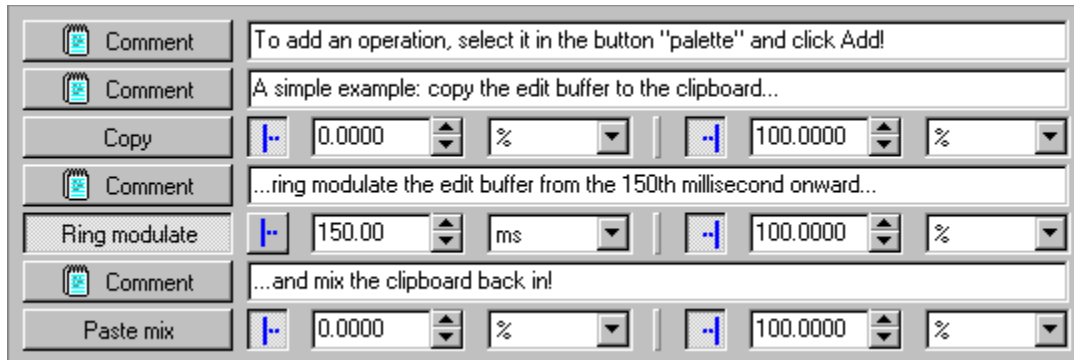 Comment To add an operation, select it in the button "palette" and click Add!
Comment A simple example: copy the edit buffer to the clipboard...
Copy 0.0000 % 100.0000 %
Comment ...ring modulate the edit buffer from the 150th millisecond onward...
Ring modulate 150.00 ms 100.0000 %
Comment ...and mix the clipboard back in!
Paste mix 0.0000 % 100.0000 %